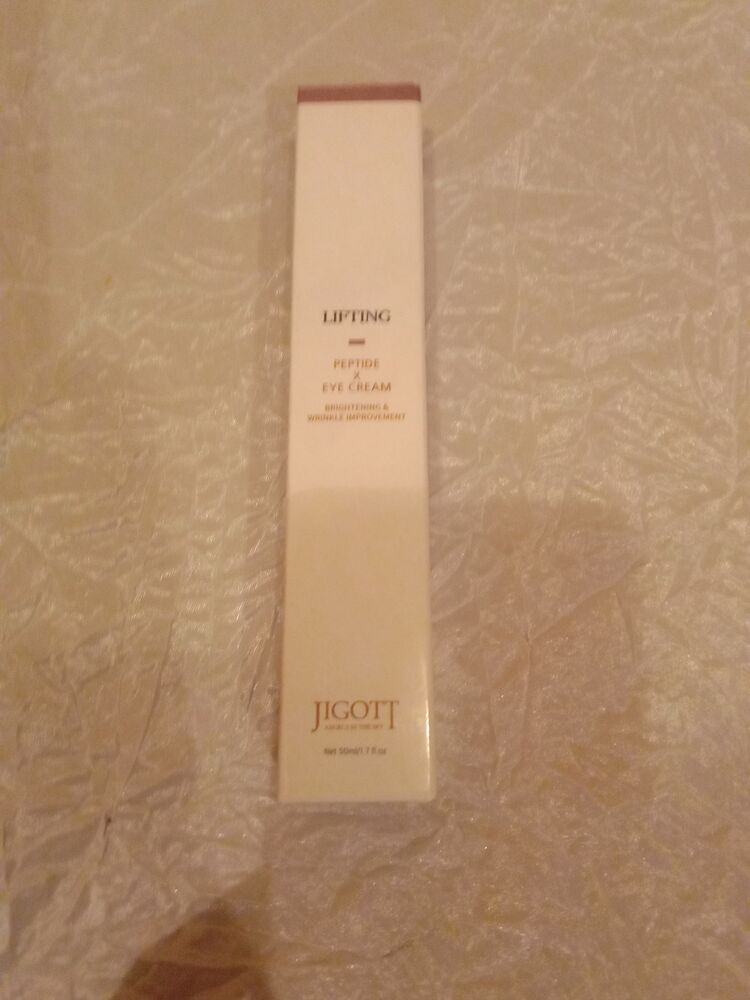 LIFTING
PEPTIDE
X
EYE CREAM
BRIGHTENING &
WRINKLE IMPROVEMENT
JIGOTT
Net 50ml/1.7 fl.oz